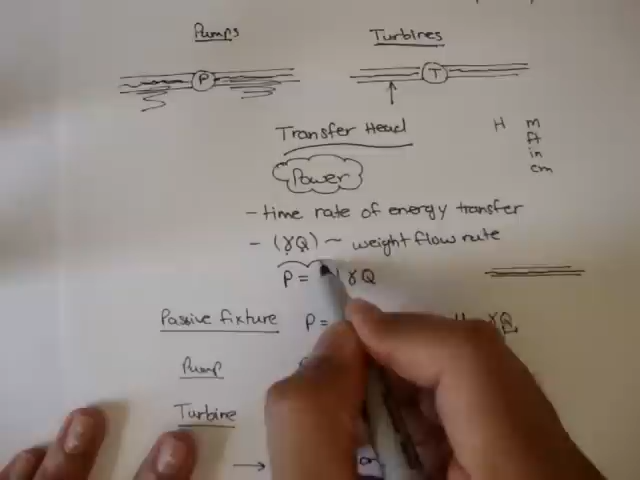 Pumps Turbines
P T
Transfer Head H m
ft
Power in
cm
- time rate of energy transfer
- (γQ) ~ weight flow rate
P = γQ
Passive fixture P = γQ
Pump
Turbine
→